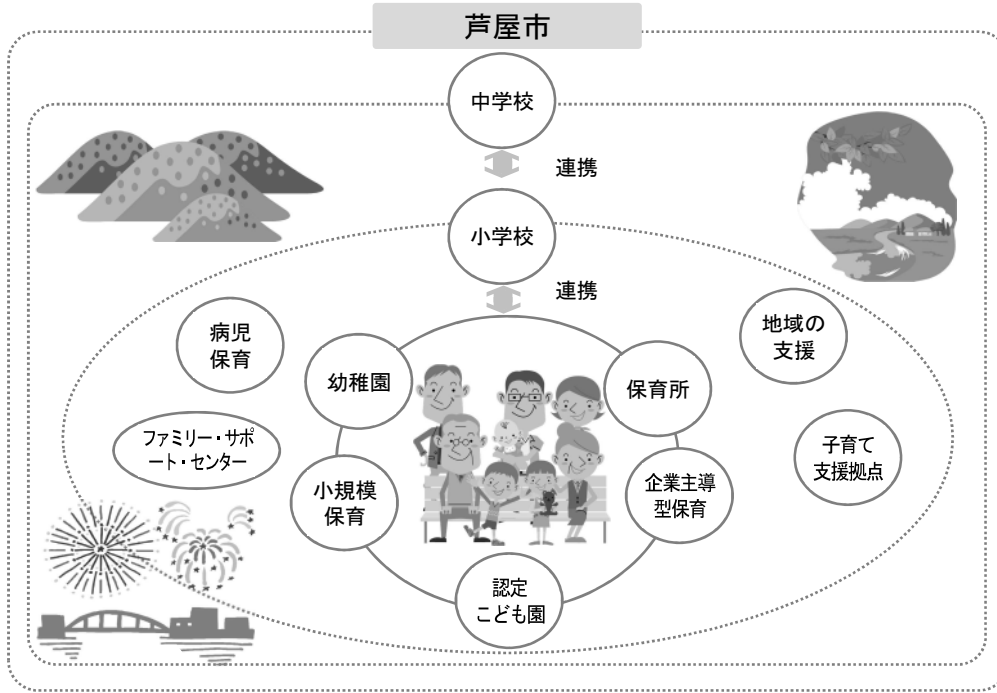 芦屋市
中学校
連携
小学校
連携
病児
保育
地域の
支援
幼稚園
保育所
ファミリー・サポ
ート・センター
子育て
支援拠点
小規模
保育
企業主導
型保育
認定
こども園